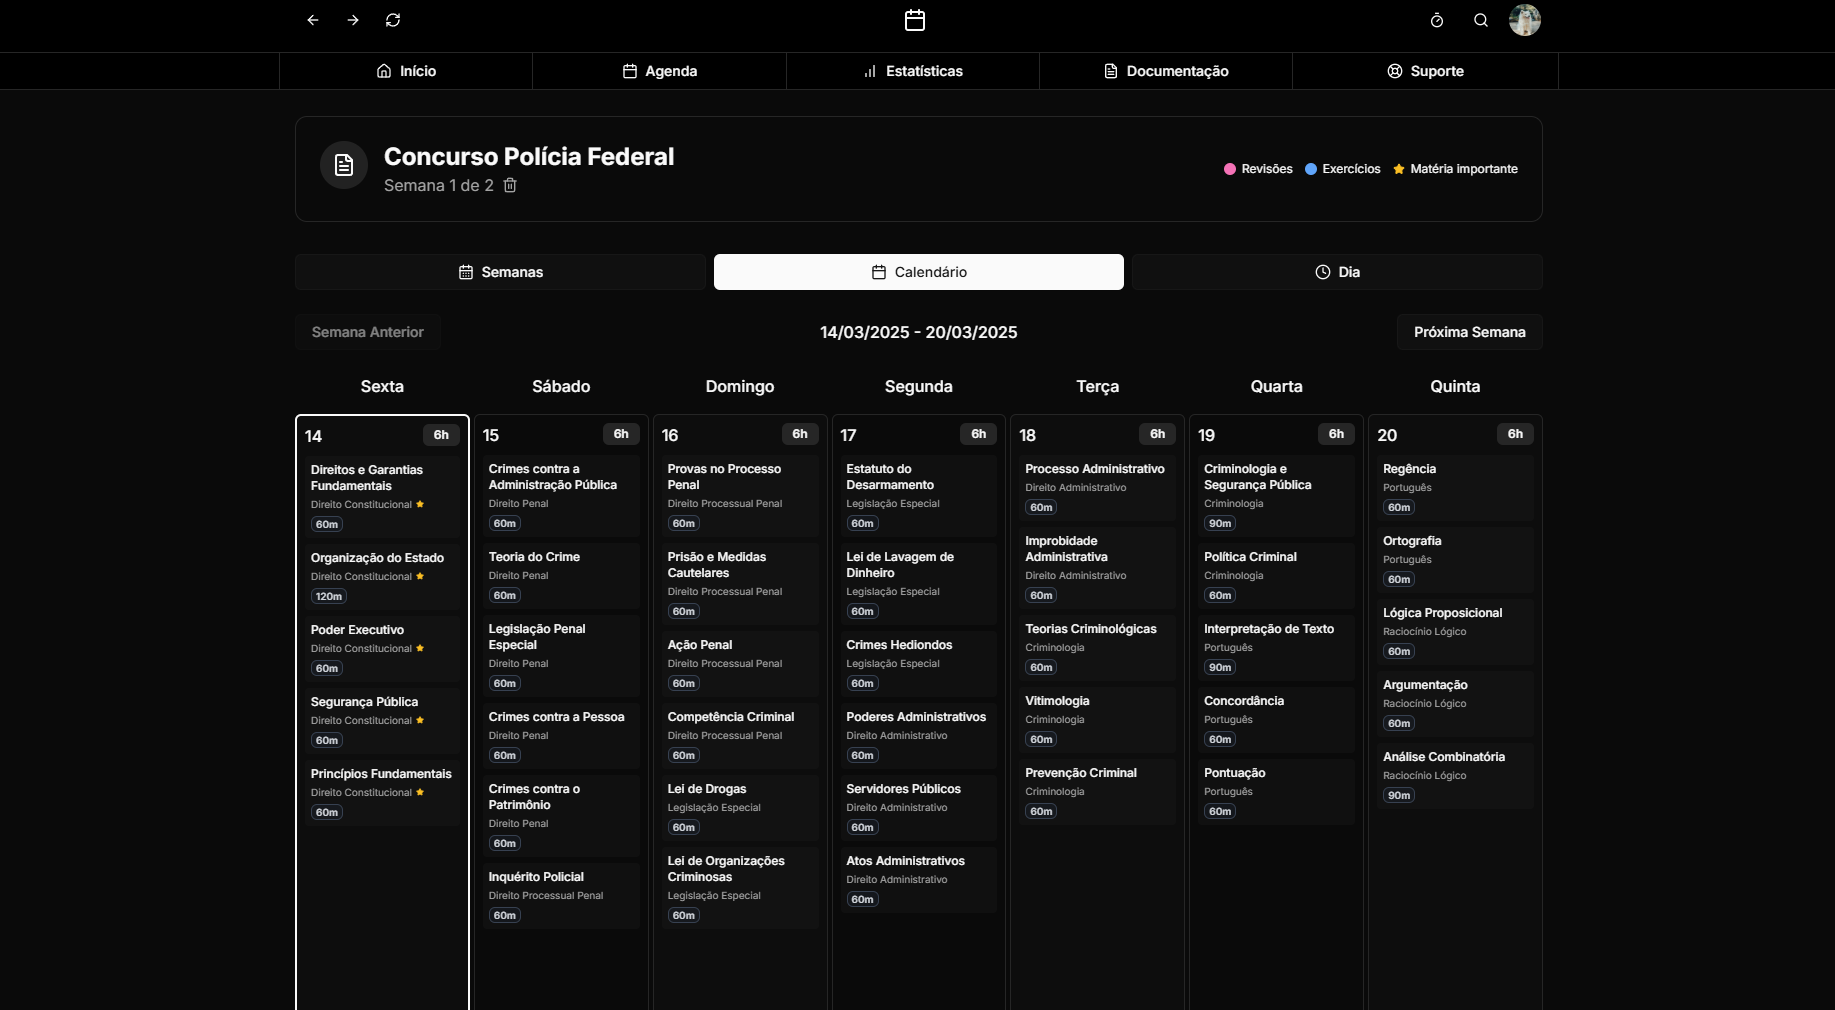 Início
Agenda
Estatísticas
Documentação
Suporte
Concurso Polícia Federal
Semana 1 de 2
Revisões
Exercícios
Matéria importante
Semanas
Calendário
Dia
Semana Anterior
14/03/2025 - 20/03/2025
Próxima Semana
Sexta
14
6h
Direitos e Garantias
Fundamentais
Direito Constitucional
60m
Organização do Estado
Direito Constitucional
120m
Poder Executivo
Direito Constitucional
60m
Segurança Pública
Direito Constitucional
60m
Princípios Fundamentais
Direito Constitucional
60m
Sábado
15
6h
Crimes contra a
Administração Pública
Direito Penal
60m
Teoria do Crime
Direito Penal
60m
Legislação Penal
Especial
Direito Penal
60m
Crimes contra a Pessoa
Direito Penal
60m
Crimes contra o
Patrimônio
Direito Penal
60m
Inquérito Policial
Direito Processual Penal
60m
Domingo
16
6h
Provas no Processo
Penal
Direito Processual Penal
60m
Prisão e Medidas
Cautelares
Direito Processual Penal
60m
Ação Penal
Direito Processual Penal
60m
Competência Criminal
Direito Processual Penal
60m
Lei de Drogas
Legislação Especial
60m
Lei de Organizações
Criminosas
Legislação Especial
60m
Segunda
17
6h
Estatuto do
Desarmamento
Legislação Especial
60m
Lei de Lavagem de
Dinheiro
Legislação Especial
60m
Crimes Hediondos
Legislação Especial
60m
Poderes Administrativos
Direito Administrativo
60m
Servidores Públicos
Direito Administrativo
60m
Atos Administrativos
Direito Administrativo
60m
Terça
18
6h
Processo Administrativo
Direito Administrativo
60m
Improbidade
Administrativa
Direito Administrativo
60m
Teorias Criminológicas
Criminologia
60m
Vitimologia
Criminologia
60m
Prevenção Criminal
Criminologia
60m
Quarta
19
6h
Criminologia e
Segurança Pública
Criminologia
90m
Política Criminal
Criminologia
60m
Interpretação de Texto
Português
90m
Concordância
Português
60m
Pontuação
Português
60m
Quinta
20
6h
Regência
Português
60m
Ortografia
Português
60m
Lógica Proposicional
Raciocínio Lógico
60m
Argumentação
Raciocínio Lógico
60m
Análise Combinatória
Raciocínio Lógico
90m